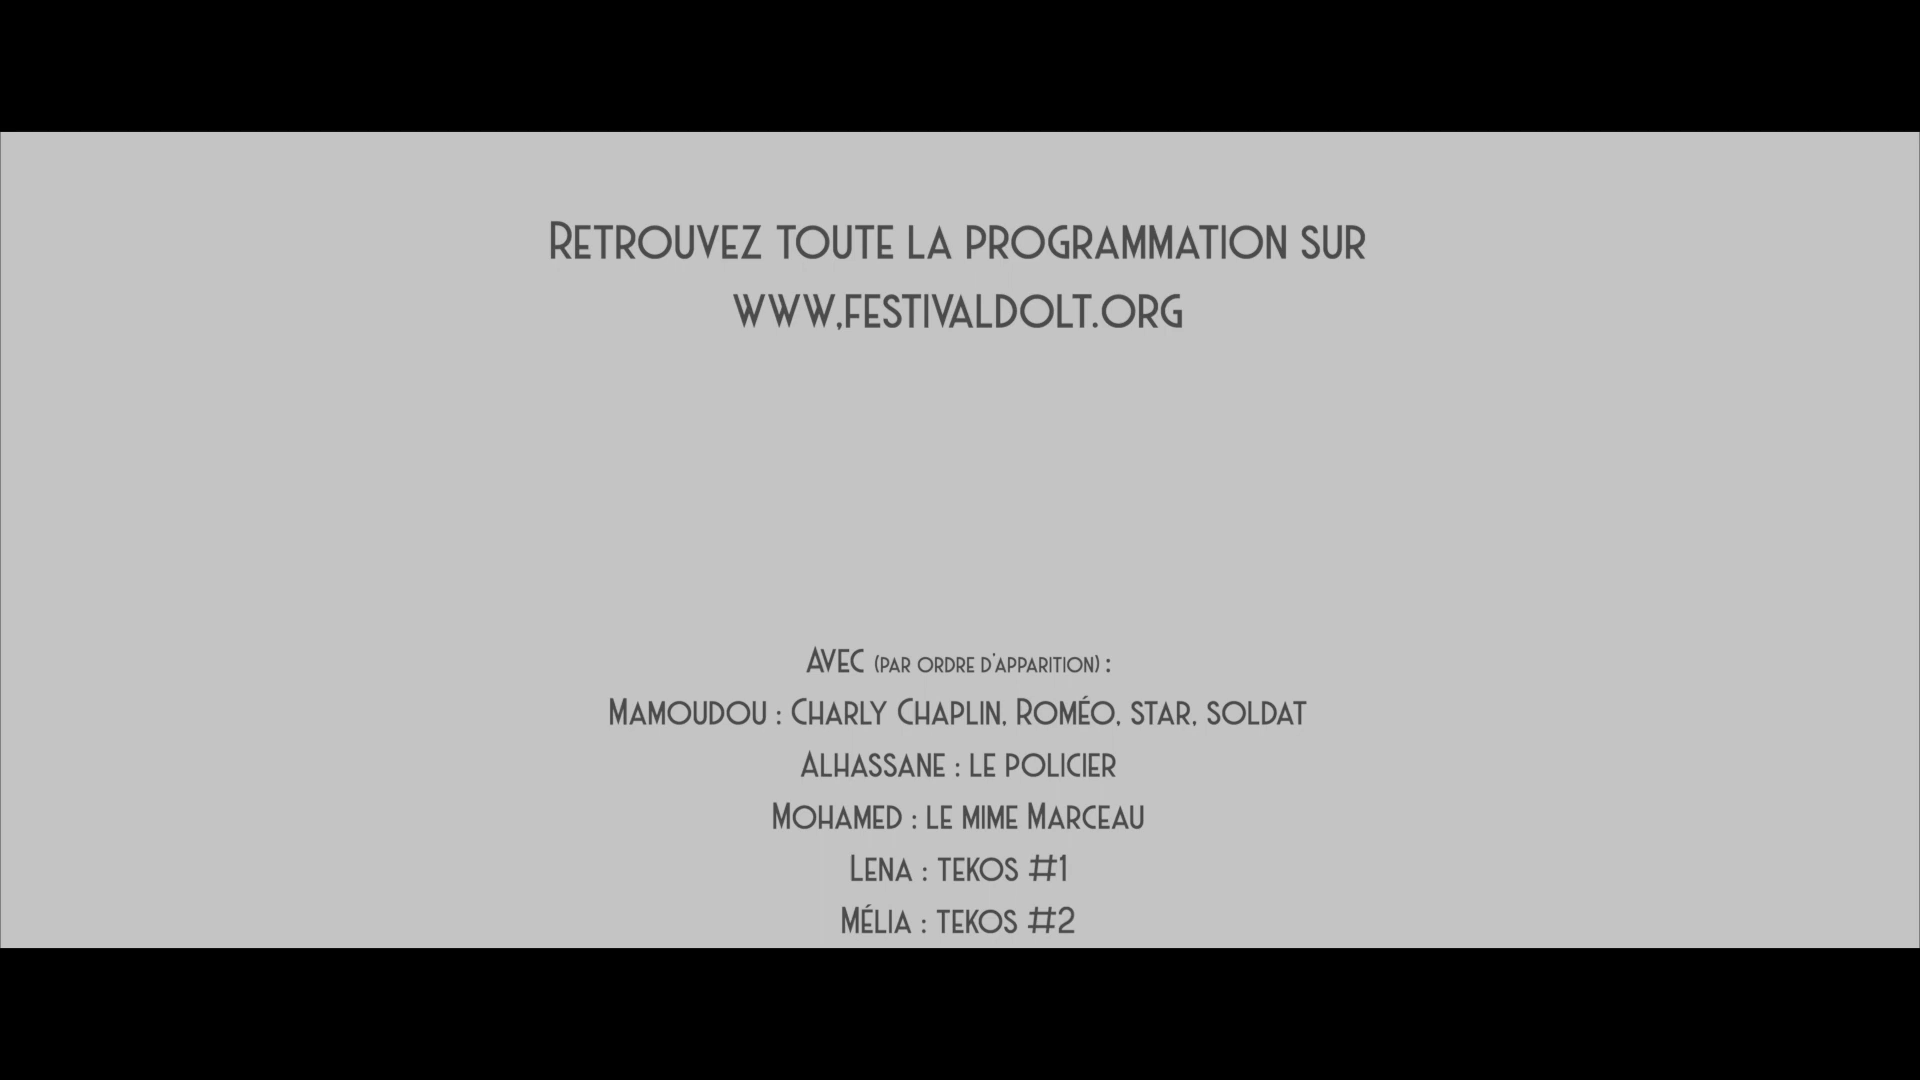 Retrouvez toute la programmation sur
www,festivaldolt.org
Avec (par ordre d'apparition) :
Mamoudou : Charly Chaplin, Roméo, star, soldat
Alhassane : le policier
Mohamed : le mime Marceau
Lena : tekos #1
Mélia : tekos #2